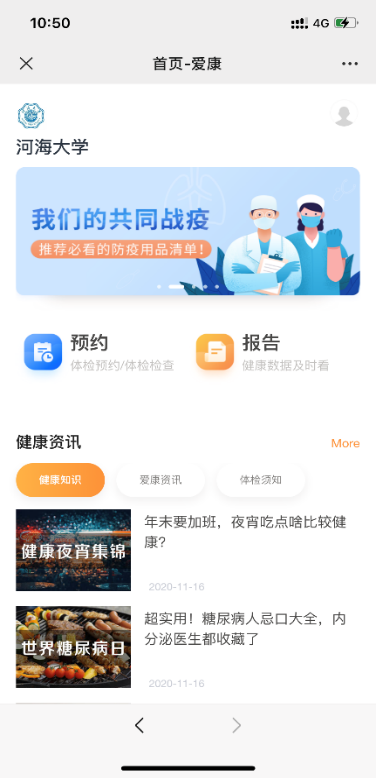 10:50
4G
首页-爱康
河海大学
我们的共同战疫
推荐必看的防疫用品清单!
预约
体检预约/体检检查
报告
健康数据及时看
健康资讯
More
健康知识
爱康资讯
体检须知
健康夜宵集锦
年末要加班，夜宵吃点啥比较健
康?
2020-11-16
世界糖尿病日
超实用！糖尿病人忌口大全，内
分泌医生都收藏了
2020-11-16